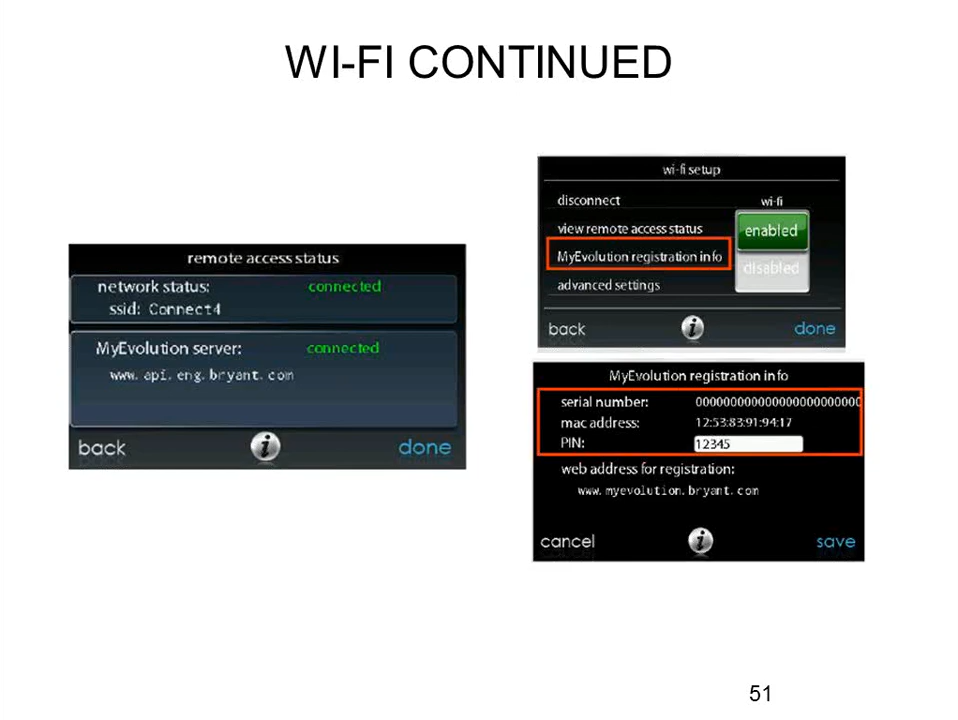 WI-FI CONTINUED
remote access status
network status: connected
ssid: Connect4
MyEvolution server: connected
www.api.eng.bryant.com
back
done
wi-fi setup
disconnect
wi-fi
view remote access status
enabled
MyEvolution registration info
disabled
advanced settings
back
done
MyEvolution registration info
serial number:
mac address: 12:53:83:91:94:17
PIN: 12345
web address for registration:
www.myevolution.bryant.com
cancel
save
51